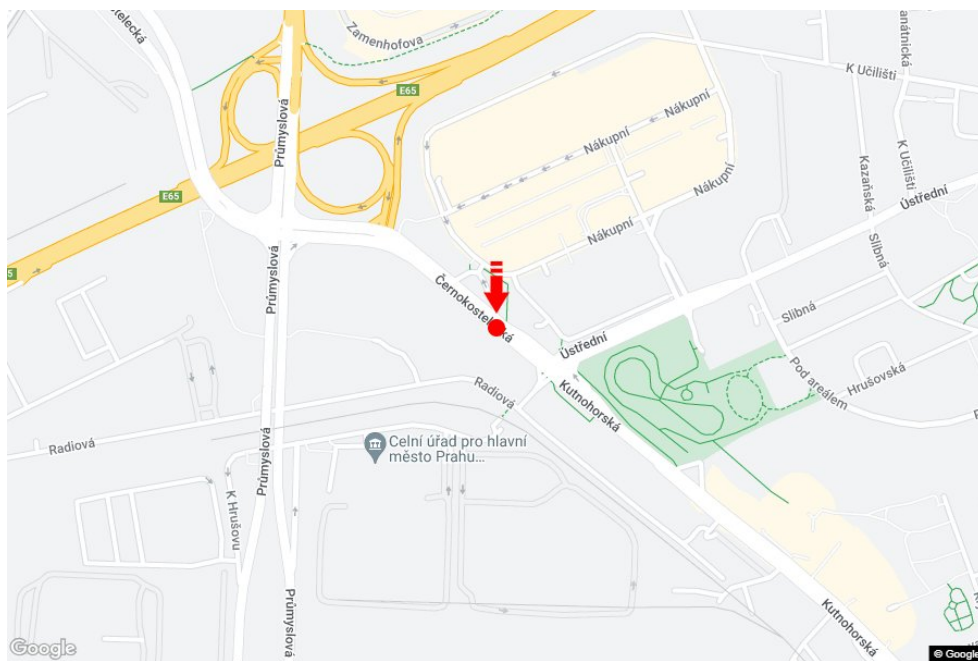 Zamenhofova
E65
Průmyslová
K Učilišti
Nákupní
Nákupní
Nákupní
Kazaňská
K Učilišti
Ústřední
E65
Průmyslová
Slibná
Slibná
Černokostelecká
Ústřední
Průmyslová
Pod areálem
Hrušovská
Radiová
Kutnohorská
Radiová
Celní úřad pro hlavní
město Prahu...
Průmyslová
K Hrušovu
Průmyslová
Kutnohorská
Google
© Google